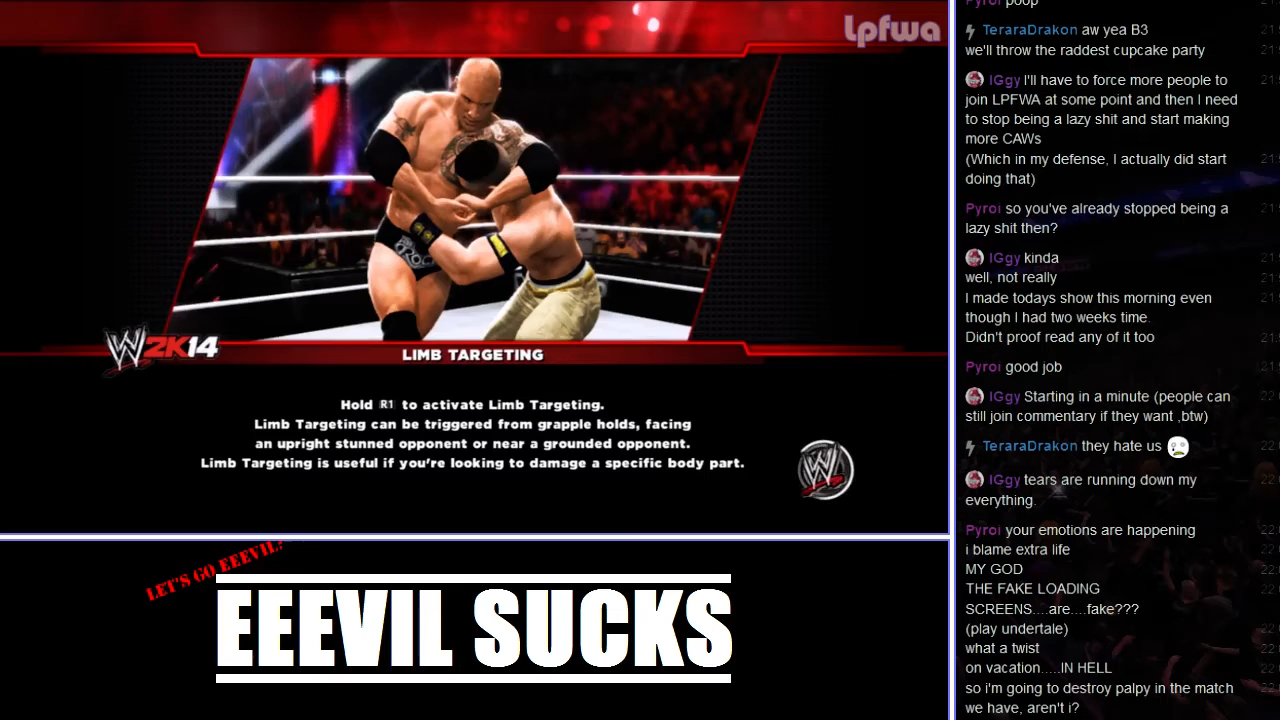 Lpfwa
W2K14
LIMB TARGETING
Hold R1 to activate Limb Targeting.
Limb Targeting can be triggered from grapple holds, facing
an upright stunned opponent or near a grounded opponent.
Limb Targeting is useful if you're looking to damage a specific body part.
LET'S GO EEEVIL!
EEEVIL SUCKS
Pyroi poop
TeraraDrakon aw yea B3
we'll throw the raddest cupcake party
IGgy I'll have to force more people to
join LPFWA at some point and then I need
to stop being a lazy shit and start making
more CAWs
(Which in my defense, I actually did start
doing that)
Pyroi so you've already stopped being a
lazy shit then?
IGgy kinda
well, not really
I made todays show this morning even
though I had two weeks time.
Didn't proof read any of it too
Pyroi good job
IGgy Starting in a minute (people can
still join commentary if they want ,btw)
TeraraDrakon they hate us
IGgy tears are running down my
everything.
Pyroi your emotions are happening
i blame extra life
MY GOD
THE FAKE LOADING
SCREENS....are....fake???
(play undertale)
what a twist
on vacation.....IN HELL
so i'm going to destroy palpy in the match
we have, aren't i?